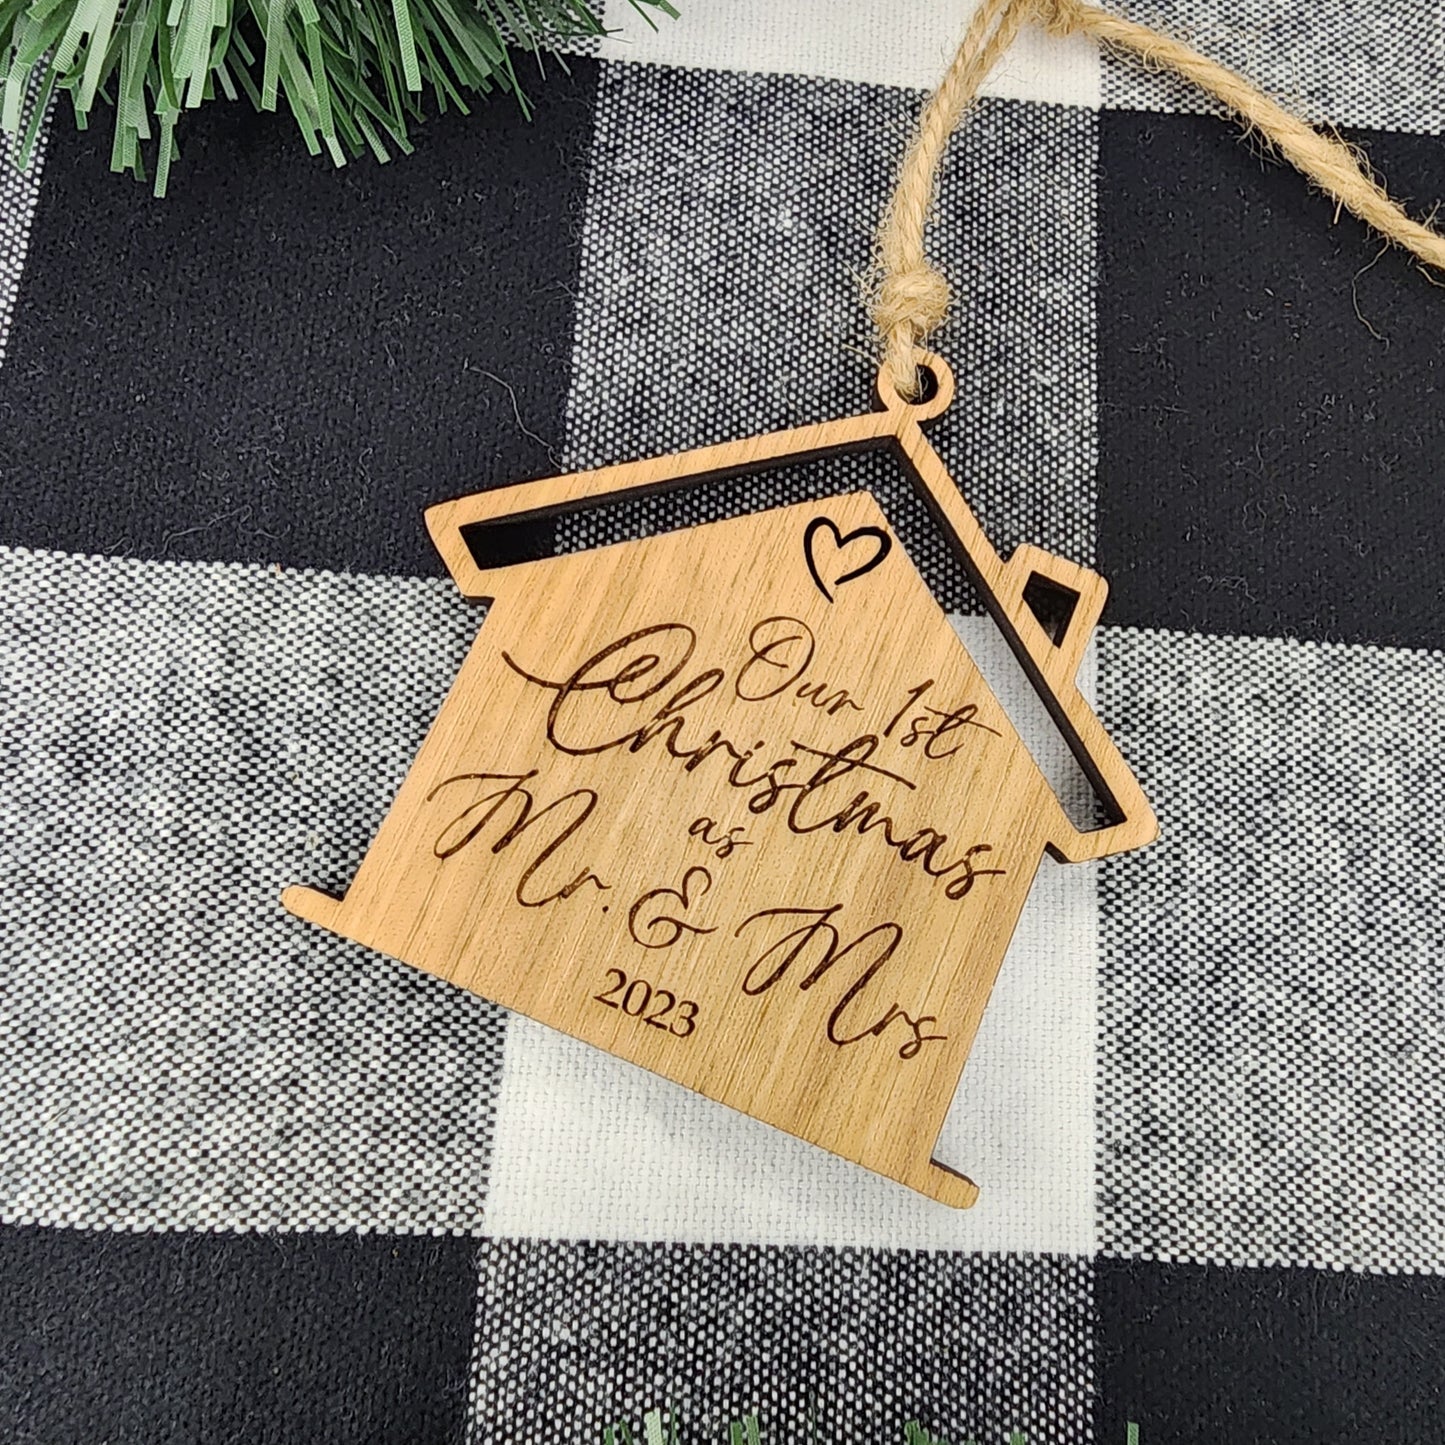 Our 1st
Christmas
as
Mr. & Mrs
2023